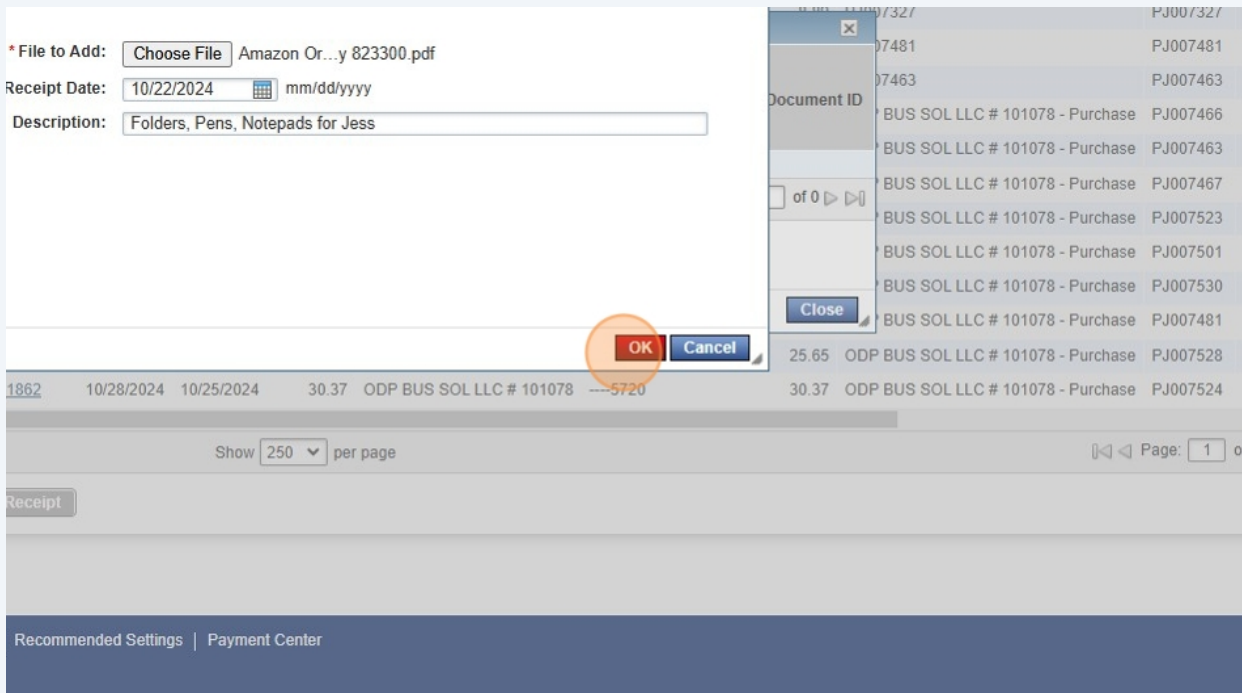 PJ007327
* File to Add: Choose File Amazon Or...y 823300.pdf
07481 PJ007481
Receipt Date: 10/22/2024 mm/dd/yyyy
07463 PJ007463
Document ID
Description: Folders, Pens, Notepads for Jess
BUS SOL LLC # 101078 - Purchase PJ007466
BUS SOL LLC # 101078 - Purchase PJ007463
BUS SOL LLC # 101078 - Purchase PJ007467
of 0
BUS SOL LLC # 101078 - Purchase PJ007523
BUS SOL LLC # 101078 - Purchase PJ007501
BUS SOL LLC # 101078 - Purchase PJ007530
Close
BUS SOL LLC # 101078 - Purchase PJ007481
OK Cancel
25.65 ODP BUS SOL LLC # 101078 - Purchase PJ007528
1862 10/28/2024 10/25/2024 30.37 ODP BUS SOL LLC # 101078 ----5720 30.37 ODP BUS SOL LLC # 101078 - Purchase PJ007524
Show 250 per page Page: 1 o
Receipt
Recommended Settings | Payment Center